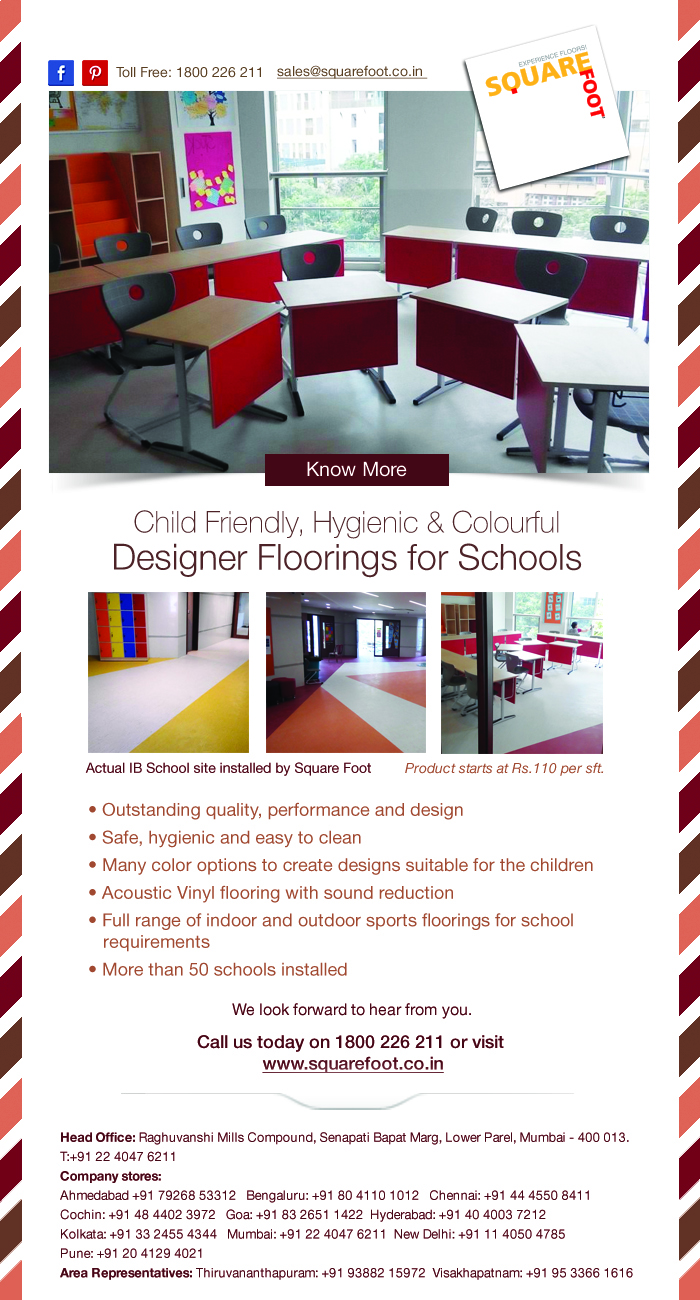 Toll Free: 1800 226 211 sales@squarefoot.co.in
EXPERIENCE FLOORS!
SQUARE
FOOT
Know More
Child Friendly, Hygienic & Colourful
Designer Floorings for Schools
Actual IB School site installed by Square Foot Product starts at Rs.110 per sft.
• Outstanding quality, performance and design
• Safe, hygienic and easy to clean
• Many color options to create designs suitable for the children
• Acoustic Vinyl flooring with sound reduction
• Full range of indoor and outdoor sports floorings for school
requirements
• More than 50 schools installed
We look forward to hear from you.
Call us today on 1800 226 211 or visit
www.squarefoot.co.in
Head Office: Raghuvanshi Mills Compound, Senapati Bapat Marg, Lower Parel, Mumbai - 400 013.
T:+91 22 4047 6211
Company stores:
Ahmedabad +91 79268 53312 Bengaluru: +91 80 4110 1012 Chennai: +91 44 4550 8411
Cochin: +91 48 4402 3972 Goa: +91 83 2651 1422 Hyderabad: +91 40 4003 7212
Kolkata: +91 33 2455 4344 Mumbai: +91 22 4047 6211 New Delhi: +91 11 4050 4785
Pune: +91 20 4129 4021
Area Representatives: Thiruvananthapuram: +91 93882 15972 Visakhapatnam: +91 95 3366 1616